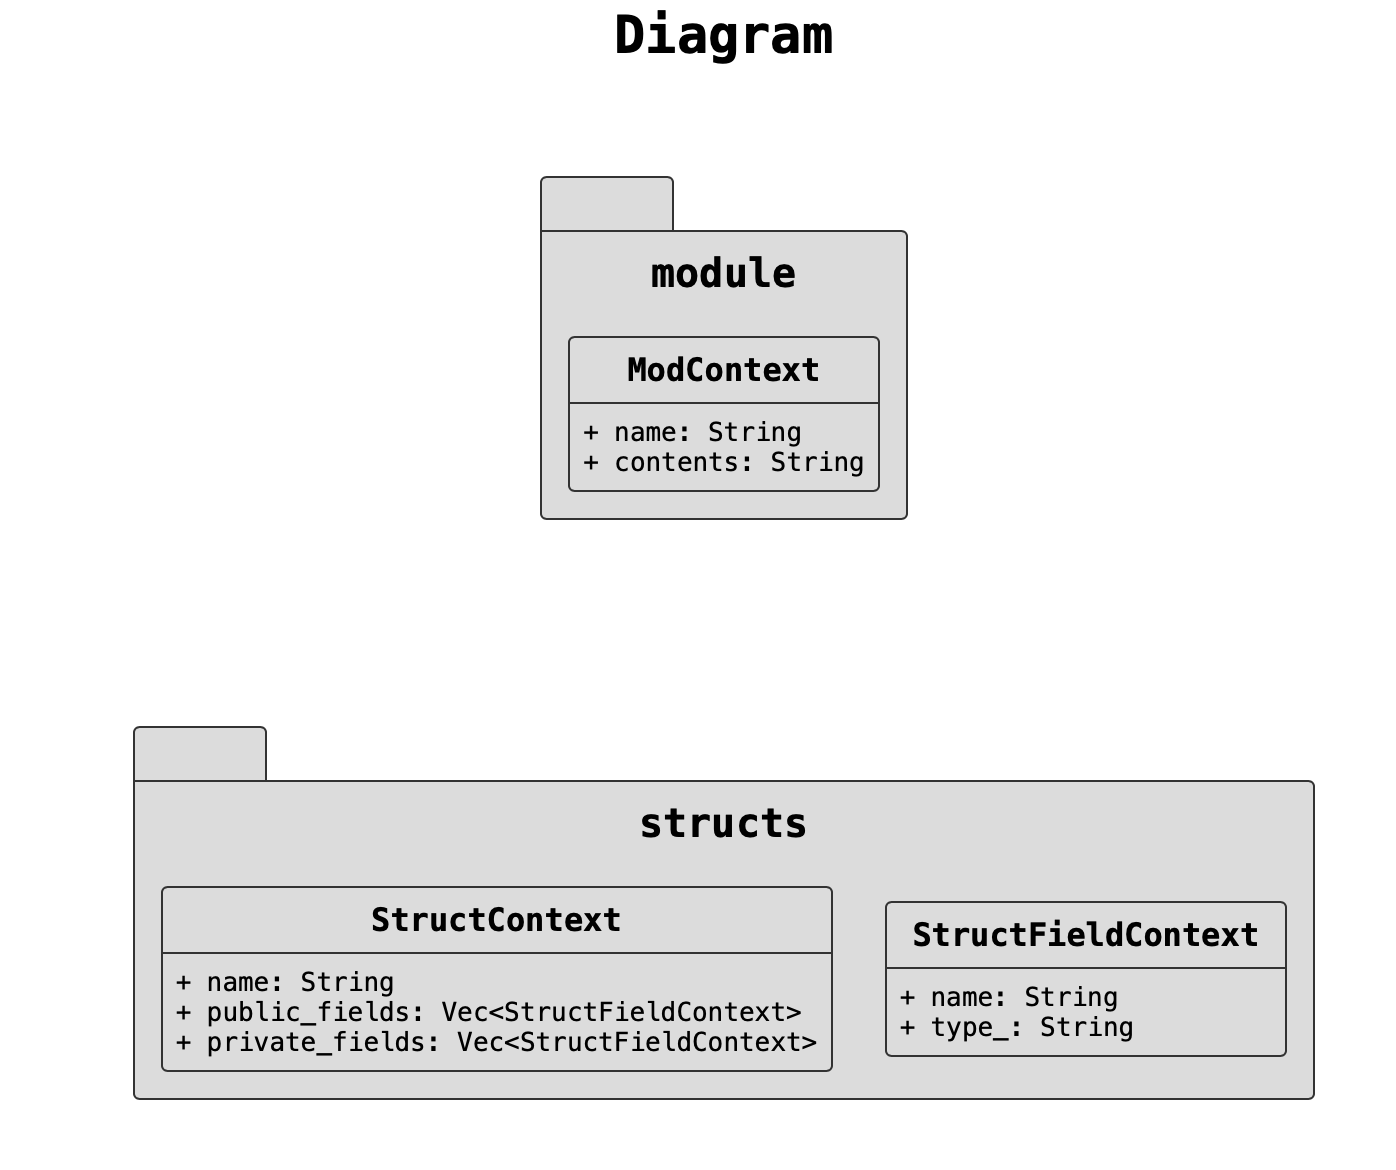 Diagram
module
ModContext
+ name: String
+ contents: String
structs
StructContext
+ name: String
+ public_fields: Vec<StructFieldContext>
+ private_fields: Vec<StructFieldContext>
StructFieldContext
+ name: String
+ type_: String